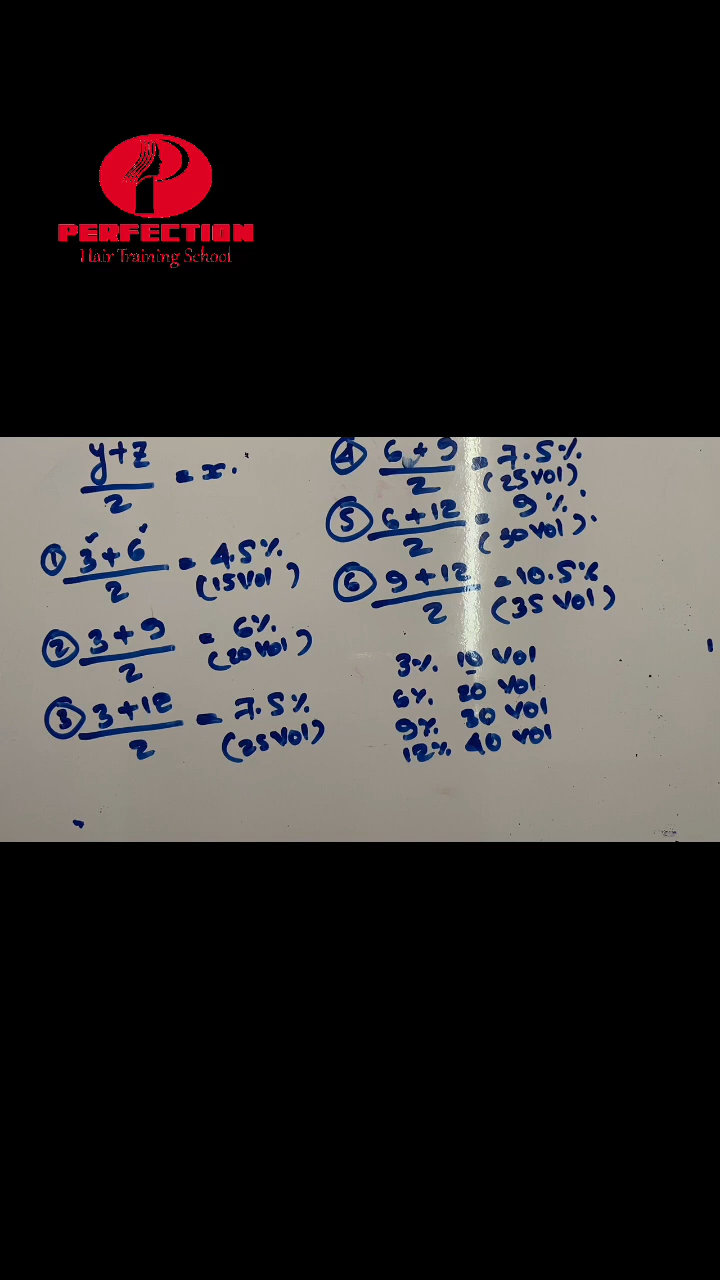 PERFECTION
Hair Training School
y+z
2
= x.
① 3+6
2
= 4.5%
(15 Vol)
② 3+9
2
= 6%
(20 Vol)
③ 3+12
2
= 7.5%
(25 Vol)
④ 6+9
2
= 7.5%
(25 Vol)
⑤ 6+12
2
= 9%
(30 Vol).
⑥ 9+12
2
= 10.5%
(35 Vol)
3% 10 Vol
6% 20 Vol
9% 30 Vol
12% 40 Vol